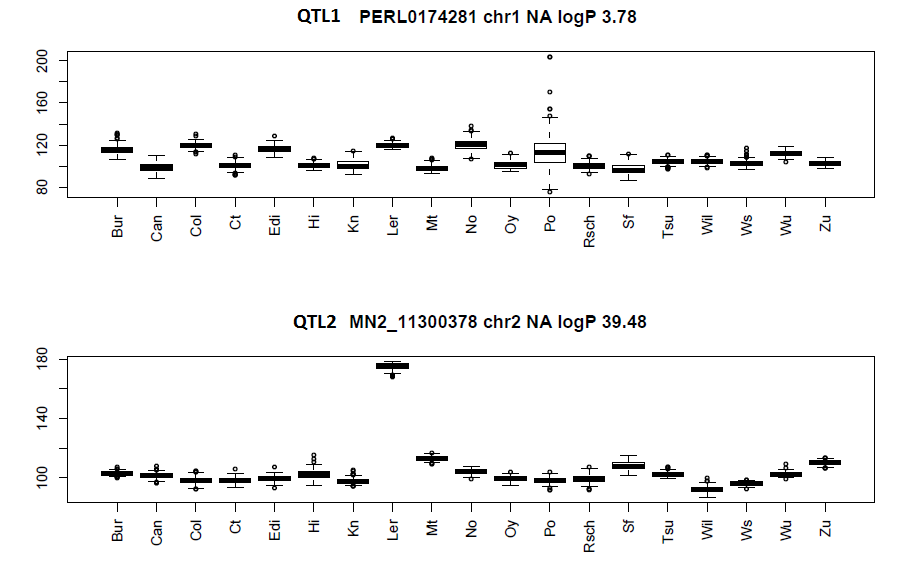 QTL1 PERL0174281 chr1 NA logP 3.78
200
160
120
80
Bur Can Col Ct Edi Hi Kn Ler Mt No Oy Po Rsch Sf Tsu Wil Ws Wu Zu
QTL2 MN2_11300378 chr2 NA logP 39.48
180
140
100
Bur Can Col Ct Edi Hi Kn Ler Mt No Oy Po Rsch Sf Tsu Wil Ws Wu Zu